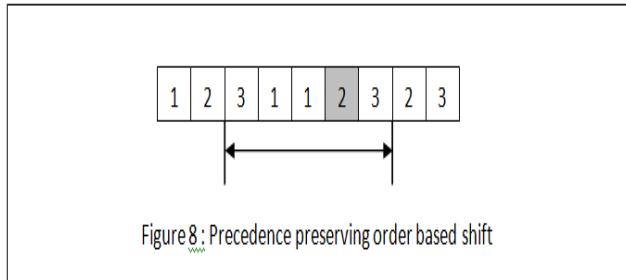 1 2 3 1 1 2 3 2 3
Figure 8 : Precedence preserving order based shift